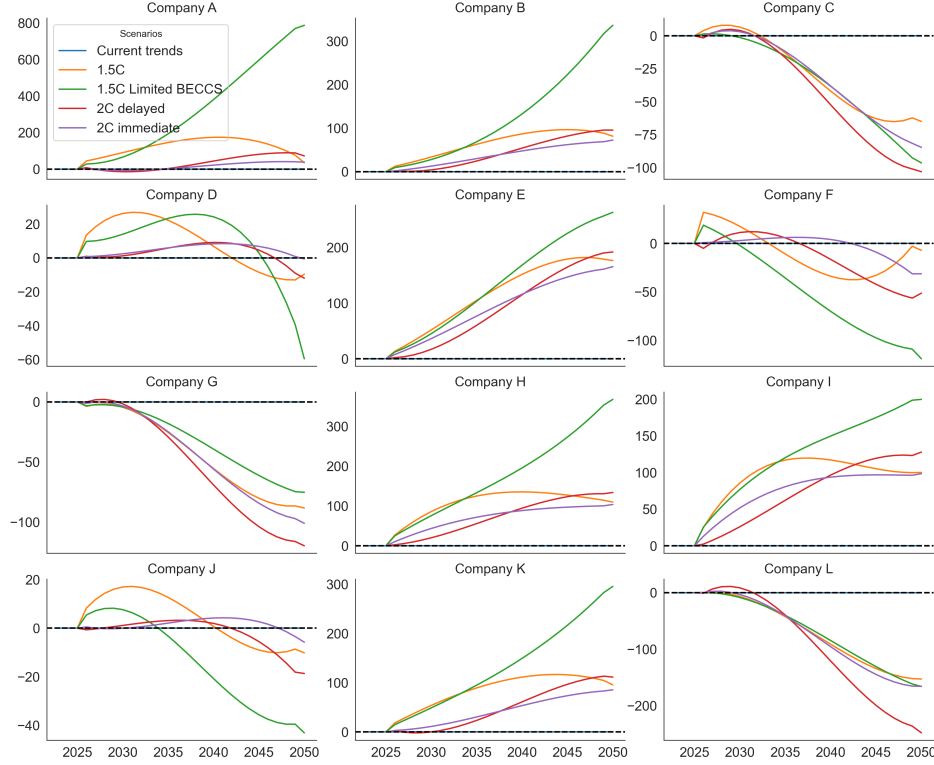 Company A
800
600
400
200
0
Scenarios
Current trends
1.5C
1.5C Limited BECCS
2C delayed
2C immediate
Company B
300
200
100
0
Company C
0
−25
−50
−75
−100
Company D
20
0
−20
−40
−60
Company E
200
100
0
Company F
0
−50
−100
Company G
0
−50
−100
Company H
300
200
100
0
Company I
200
150
100
50
0
Company J
20
0
−20
−40
2025 2030 2035 2040 2045 2050
Company K
300
200
100
0
2025 2030 2035 2040 2045 2050
Company L
0
−100
−200
2025 2030 2035 2040 2045 2050